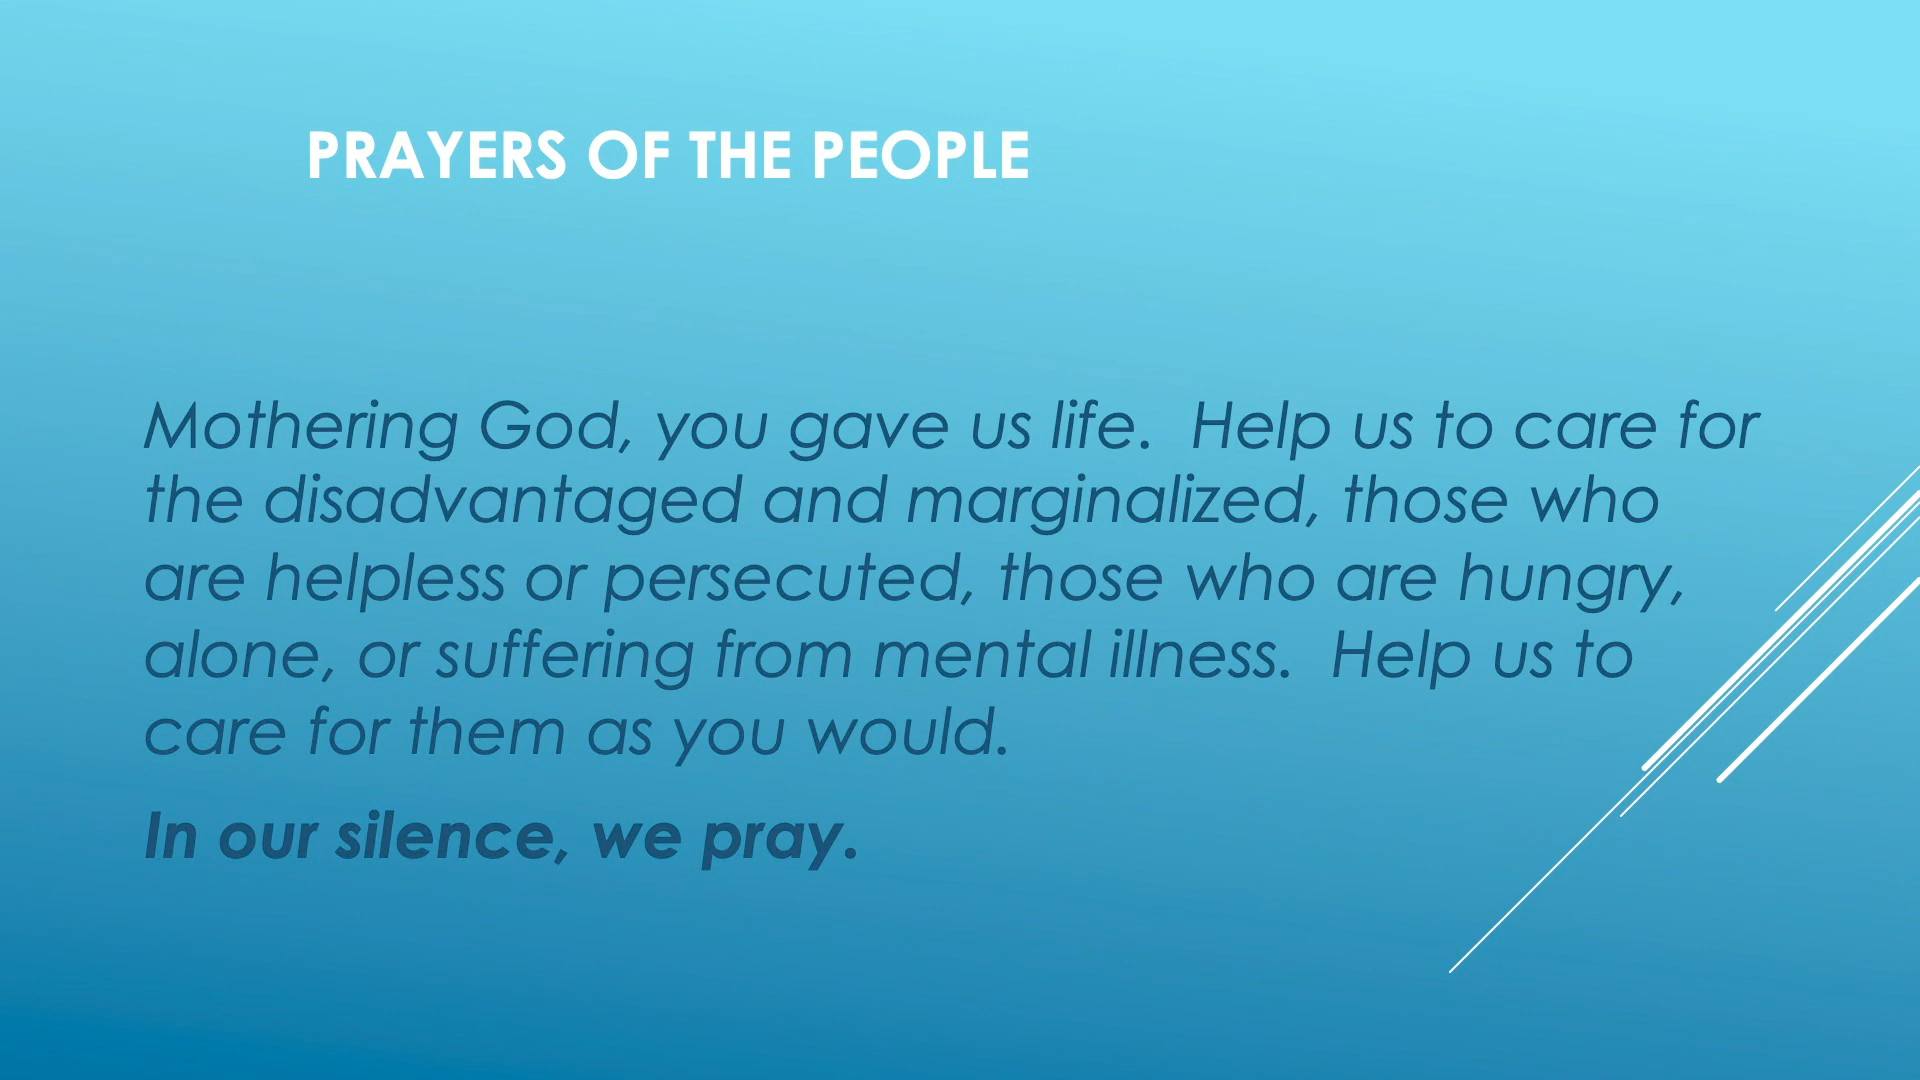 PRAYERS OF THE PEOPLE
Mothering God, you gave us life.  Help us to care for
the disadvantaged and marginalized, those who
are helpless or persecuted, those who are hungry,
alone, or suffering from mental illness.  Help us to
care for them as you would.
In our silence, we pray.